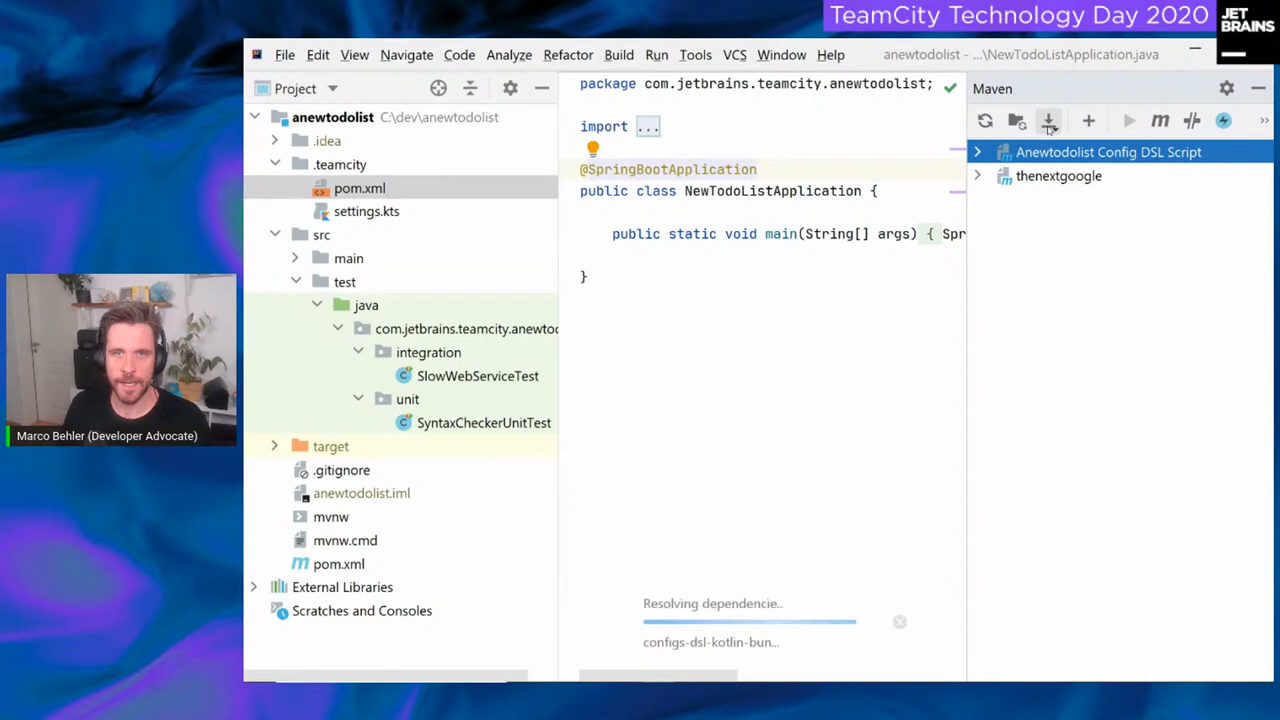 TeamCity Technology Day 2020
JET
BRAINS
File Edit View Navigate Code Analyze Refactor Build Run Tools VCS Window Help anewtodolist - ...\NewTodoListApplication.java
Project
anewtodolist C:\dev\anewtodolist
.idea
.teamcity
pom.xml
settings.kts
src
main
test
java
com.jetbrains.teamcity.anewtoc
integration
SlowWebServiceTest
unit
SyntaxCheckerUnitTest
target
.gitignore
anewtodolist.iml
mvnw
mvnw.cmd
pom.xml
External Libraries
Scratches and Consoles
package com.jetbrains.teamcity.anewtodolist;
import ...
@SpringBootApplication
public class NewTodoListApplication {
public static void main(String[] args) { Spr
}
Resolving dependencie...
configs-dsl-kotlin-bun...
Maven
Anewtodolist Config DSL Script
thenextgoogle
Marco Behler (Developer Advocate)